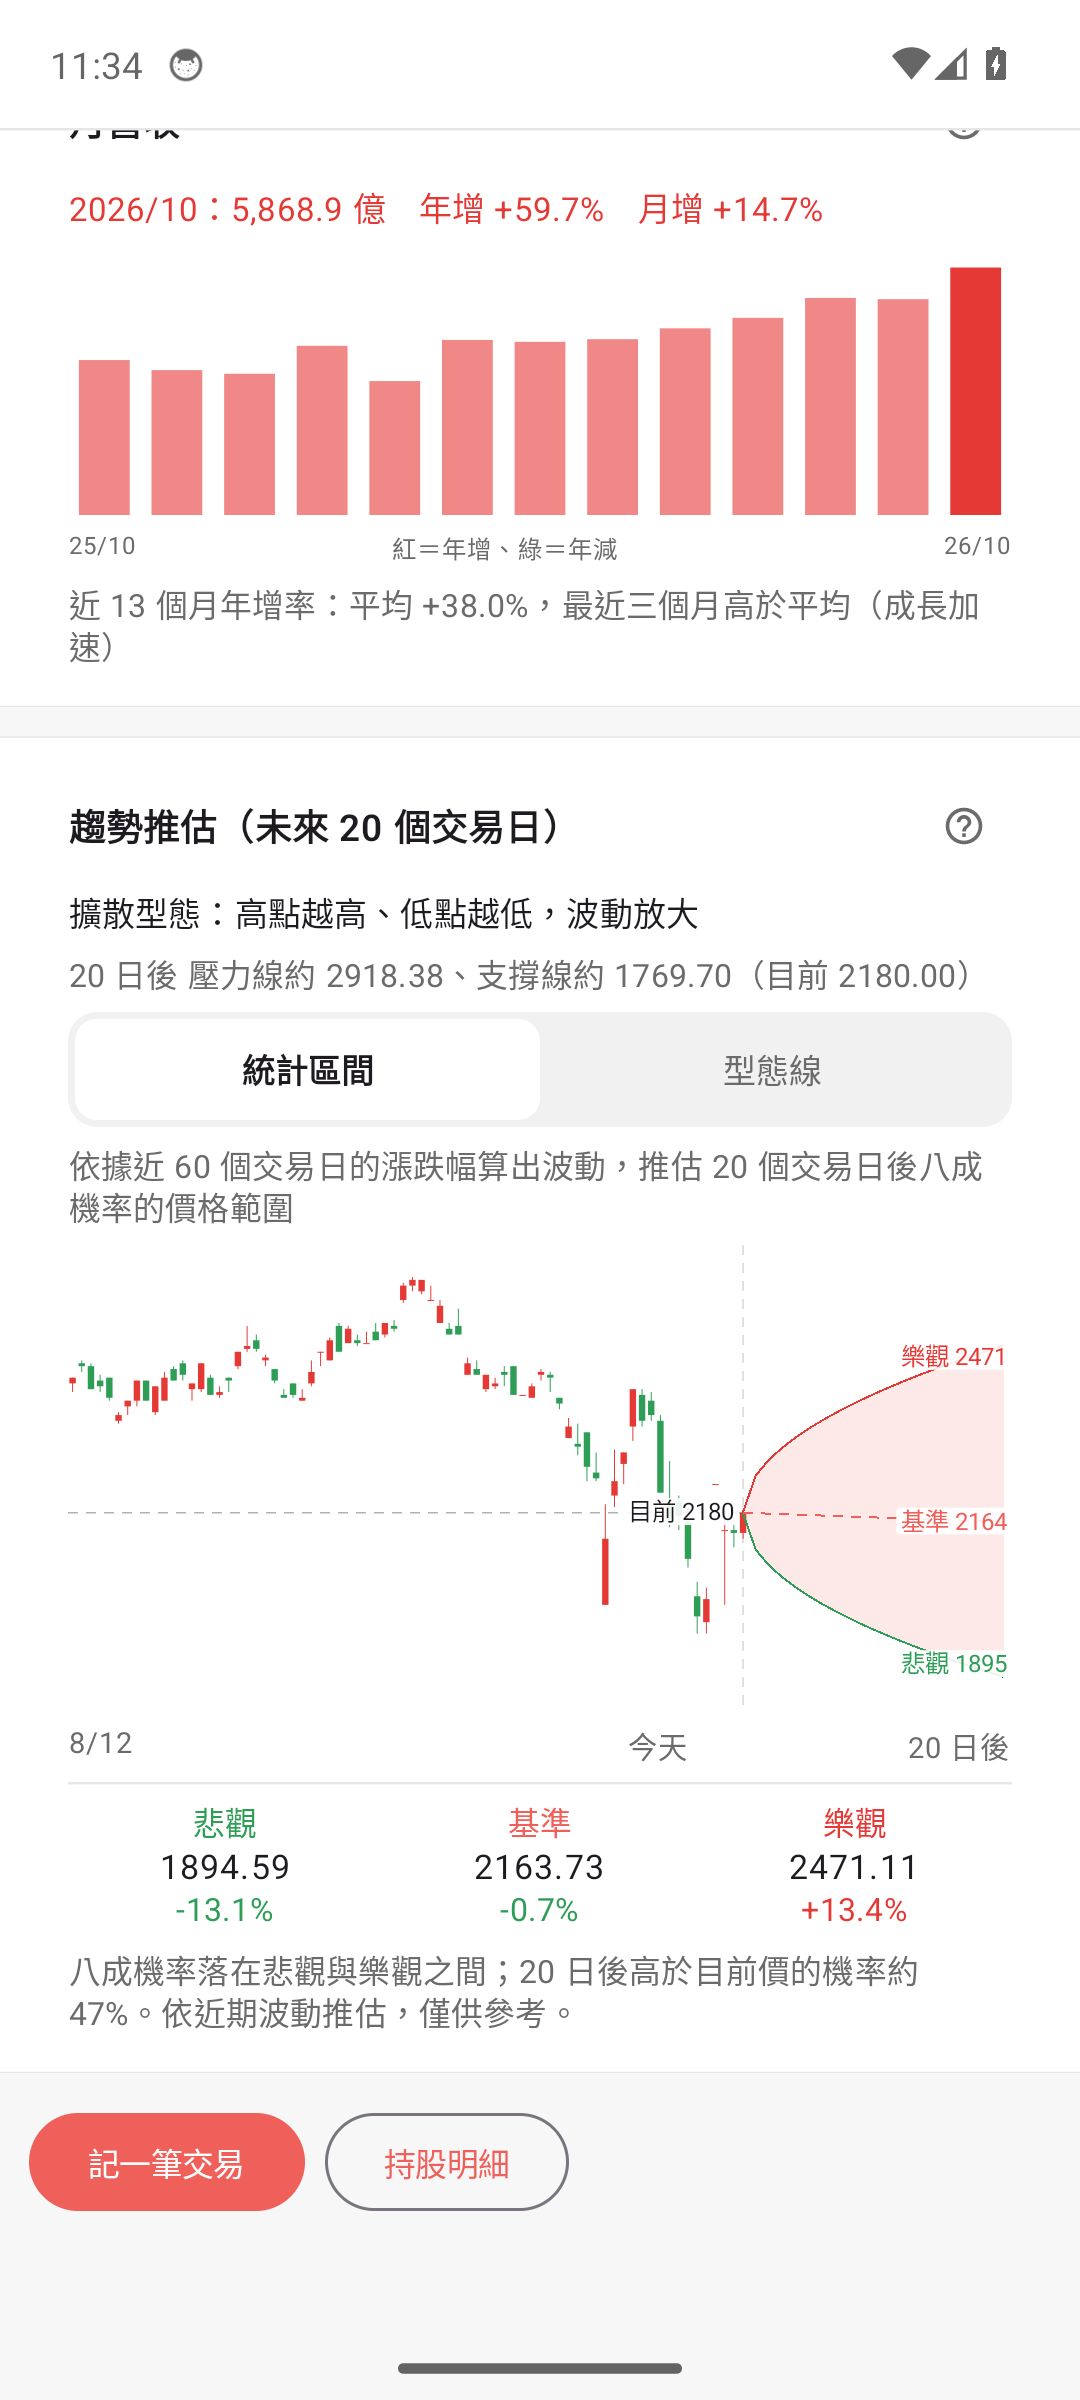 11:34
月營收
2026/10：5,868.9 億 年增 +59.7% 月增 +14.7%
25/10
紅＝年增、綠＝年減
26/10
近 13 個月年增率：平均 +38.0%，最近三個月高於平均（成長加
速）
趨勢推估（未來 20 個交易日）
擴散型態：高點越高、低點越低，波動放大
20 日後 壓力線約 2918.38、支撐線約 1769.70（目前 2180.00）
統計區間
型態線
依據近 60 個交易日的漲跌幅算出波動，推估 20 個交易日後八成
機率的價格範圍
樂觀 2471
目前 2180
基準 2164
悲觀 1895
8/12
今天
20 日後
悲觀
基準
樂觀
1894.59
2163.73
2471.11
-13.1%
-0.7%
+13.4%
八成機率落在悲觀與樂觀之間；20 日後高於目前價的機率約
47%。依近期波動推估，僅供參考。
記一筆交易
持股明細